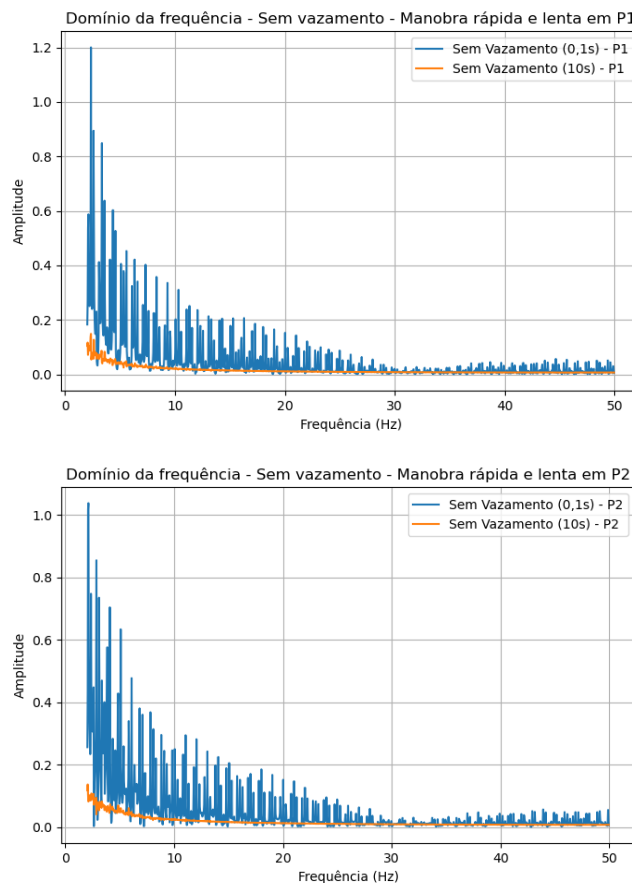 Domínio da frequência - Sem vazamento - Manobra rápida e lenta em P1
Sem Vazamento (0,1s) - P1
Sem Vazamento (10s) - P1
Amplitude
1.2
1.0
0.8
0.6
0.4
0.2
0.0
0 10 20 30 40 50
Frequência (Hz)
Domínio da frequência - Sem vazamento - Manobra rápida e lenta em P2
Sem Vazamento (0,1s) - P2
Sem Vazamento (10s) - P2
Amplitude
1.0
0.8
0.6
0.4
0.2
0.0
0 10 20 30 40 50
Frequência (Hz)